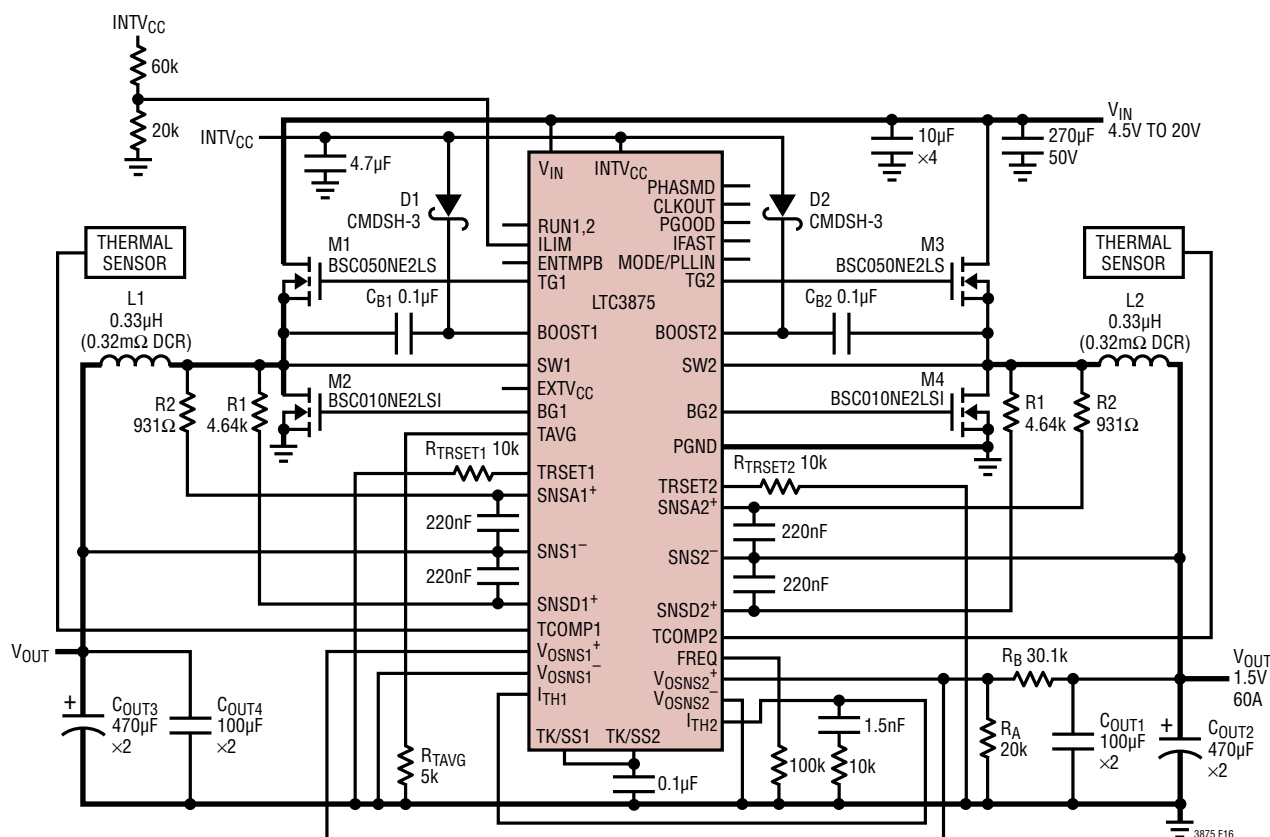 INTVCC
60k
20k
INTVCC
4.7µF
D1
CMDSH-3
VIN
4.5V TO 20V
10µF
×4
270µF
50V
D2
CMDSH-3
THERMAL
SENSOR
THERMAL
SENSOR
M1
BSC050NE2LS
M3
BSC050NE2LS
L1
0.33µH
(0.32mΩ DCR)
L2
0.33µH
(0.32mΩ DCR)
CB1 0.1µF
CB2 0.1µF
M2
BSC010NE2LSI
M4
BSC010NE2LSI
R2
931Ω
R1
4.64k
R1
4.64k
R2
931Ω
VIN
INTVCC
RUN1,2
ILIM
ENTMPB
TG1
LTC3875
BOOST1
SW1
EXTVCC
BG1
TAVG
TRSET1
SNSA1+
SNS1–
SNSD1+
TCOMP1
VOSNS1+
VOSNS1–
ITH1
TK/SS1
TK/SS2
PHASMD
CLKOUT
PGOOD
IFAST
MODE/PLLIN
TG2
BOOST2
SW2
BG2
PGND
TRSET2
SNSA2+
SNS2–
SNSD2+
TCOMP2
FREQ
VOSNS2+
VOSNS2–
ITH2
RTRSET1 10k
RTRSET2 10k
220nF
220nF
220nF
220nF
VOUT
+
COUT3
470µF
×2
COUT4
100µF
×2
RTAVG
5k
0.1µF
100k
1.5nF
10k
RB 30.1k
RA
20k
COUT1
100µF
×2
VOUT
1.5V
60A
+
COUT2
470µF
×2
3875 F16